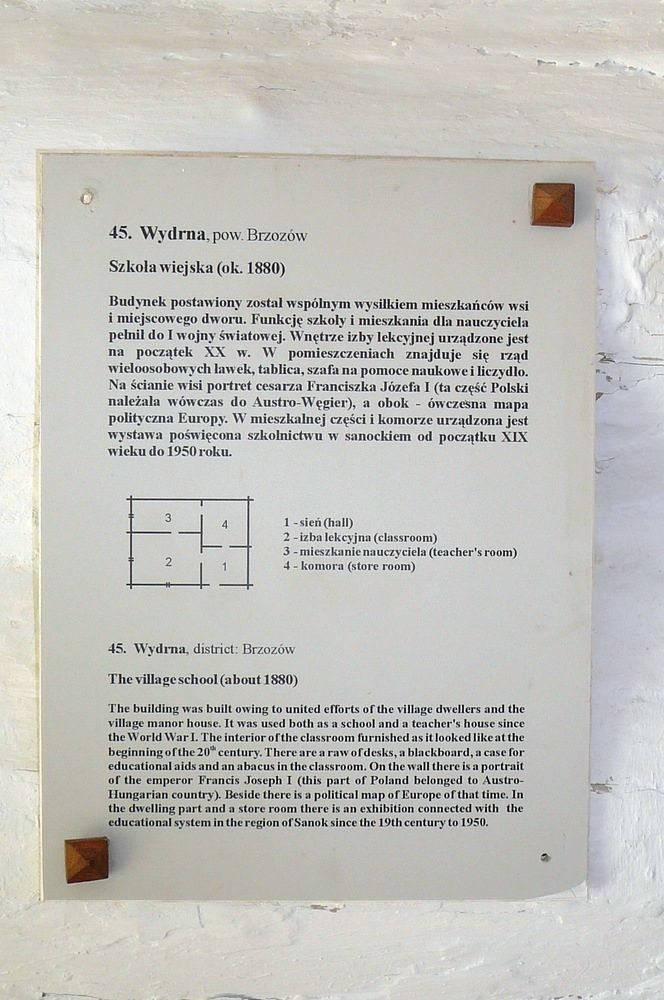 45. Wydrna, pow. Brzozów
Szkoła wiejska (ok. 1880)
Budynek postawiony został wspólnym wysiłkiem mieszkańców wsi
i miejscowego dworu. Funkcję szkoły i mieszkania dla nauczyciela
pełnił do I wojny światowej. Wnętrze izby lekcyjnej urządzone jest
na początek XX w. W pomieszczeniach znajduje się rząd
wieloosobowych ławek, tablica, szafa na pomoce naukowe i liczydło.
Na ścianie wisi portret cesarza Franciszka Józefa I (ta część Polski
należała wówczas do Austro-Węgier), a obok - ówczesna mapa
polityczna Europy. W mieszkalnej części i komorze urządzona jest
wystawa poświęcona szkolnictwu w sanockiem od początku XIX
wieku do 1950 roku.
3
4
2
1
1 - sień (hall)
2 - izba lekcyjna (classroom)
3 - mieszkanie nauczyciela (teacher's room)
4 - komora (store room)
45. Wydrna, district: Brzozów
The village school (about 1880)
The building was built owing to united efforts of the village dwellers and the
village manor house. It was used both as a school and a teacher's house since
the World War I. The interior of the classroom furnished as it looked like at the
beginning of the 20th century. There are a raw of desks, a blackboard, a case for
educational aids and an abacus in the classroom. On the wall there is a portrait
of the emperor Francis Joseph I (this part of Poland belonged to Austro-
Hungarian country). Beside there is a political map of Europe of that time. In
the dwelling part and a store room there is an exhibition connected with the
educational system in the region of Sanok since the 19th century to 1950.